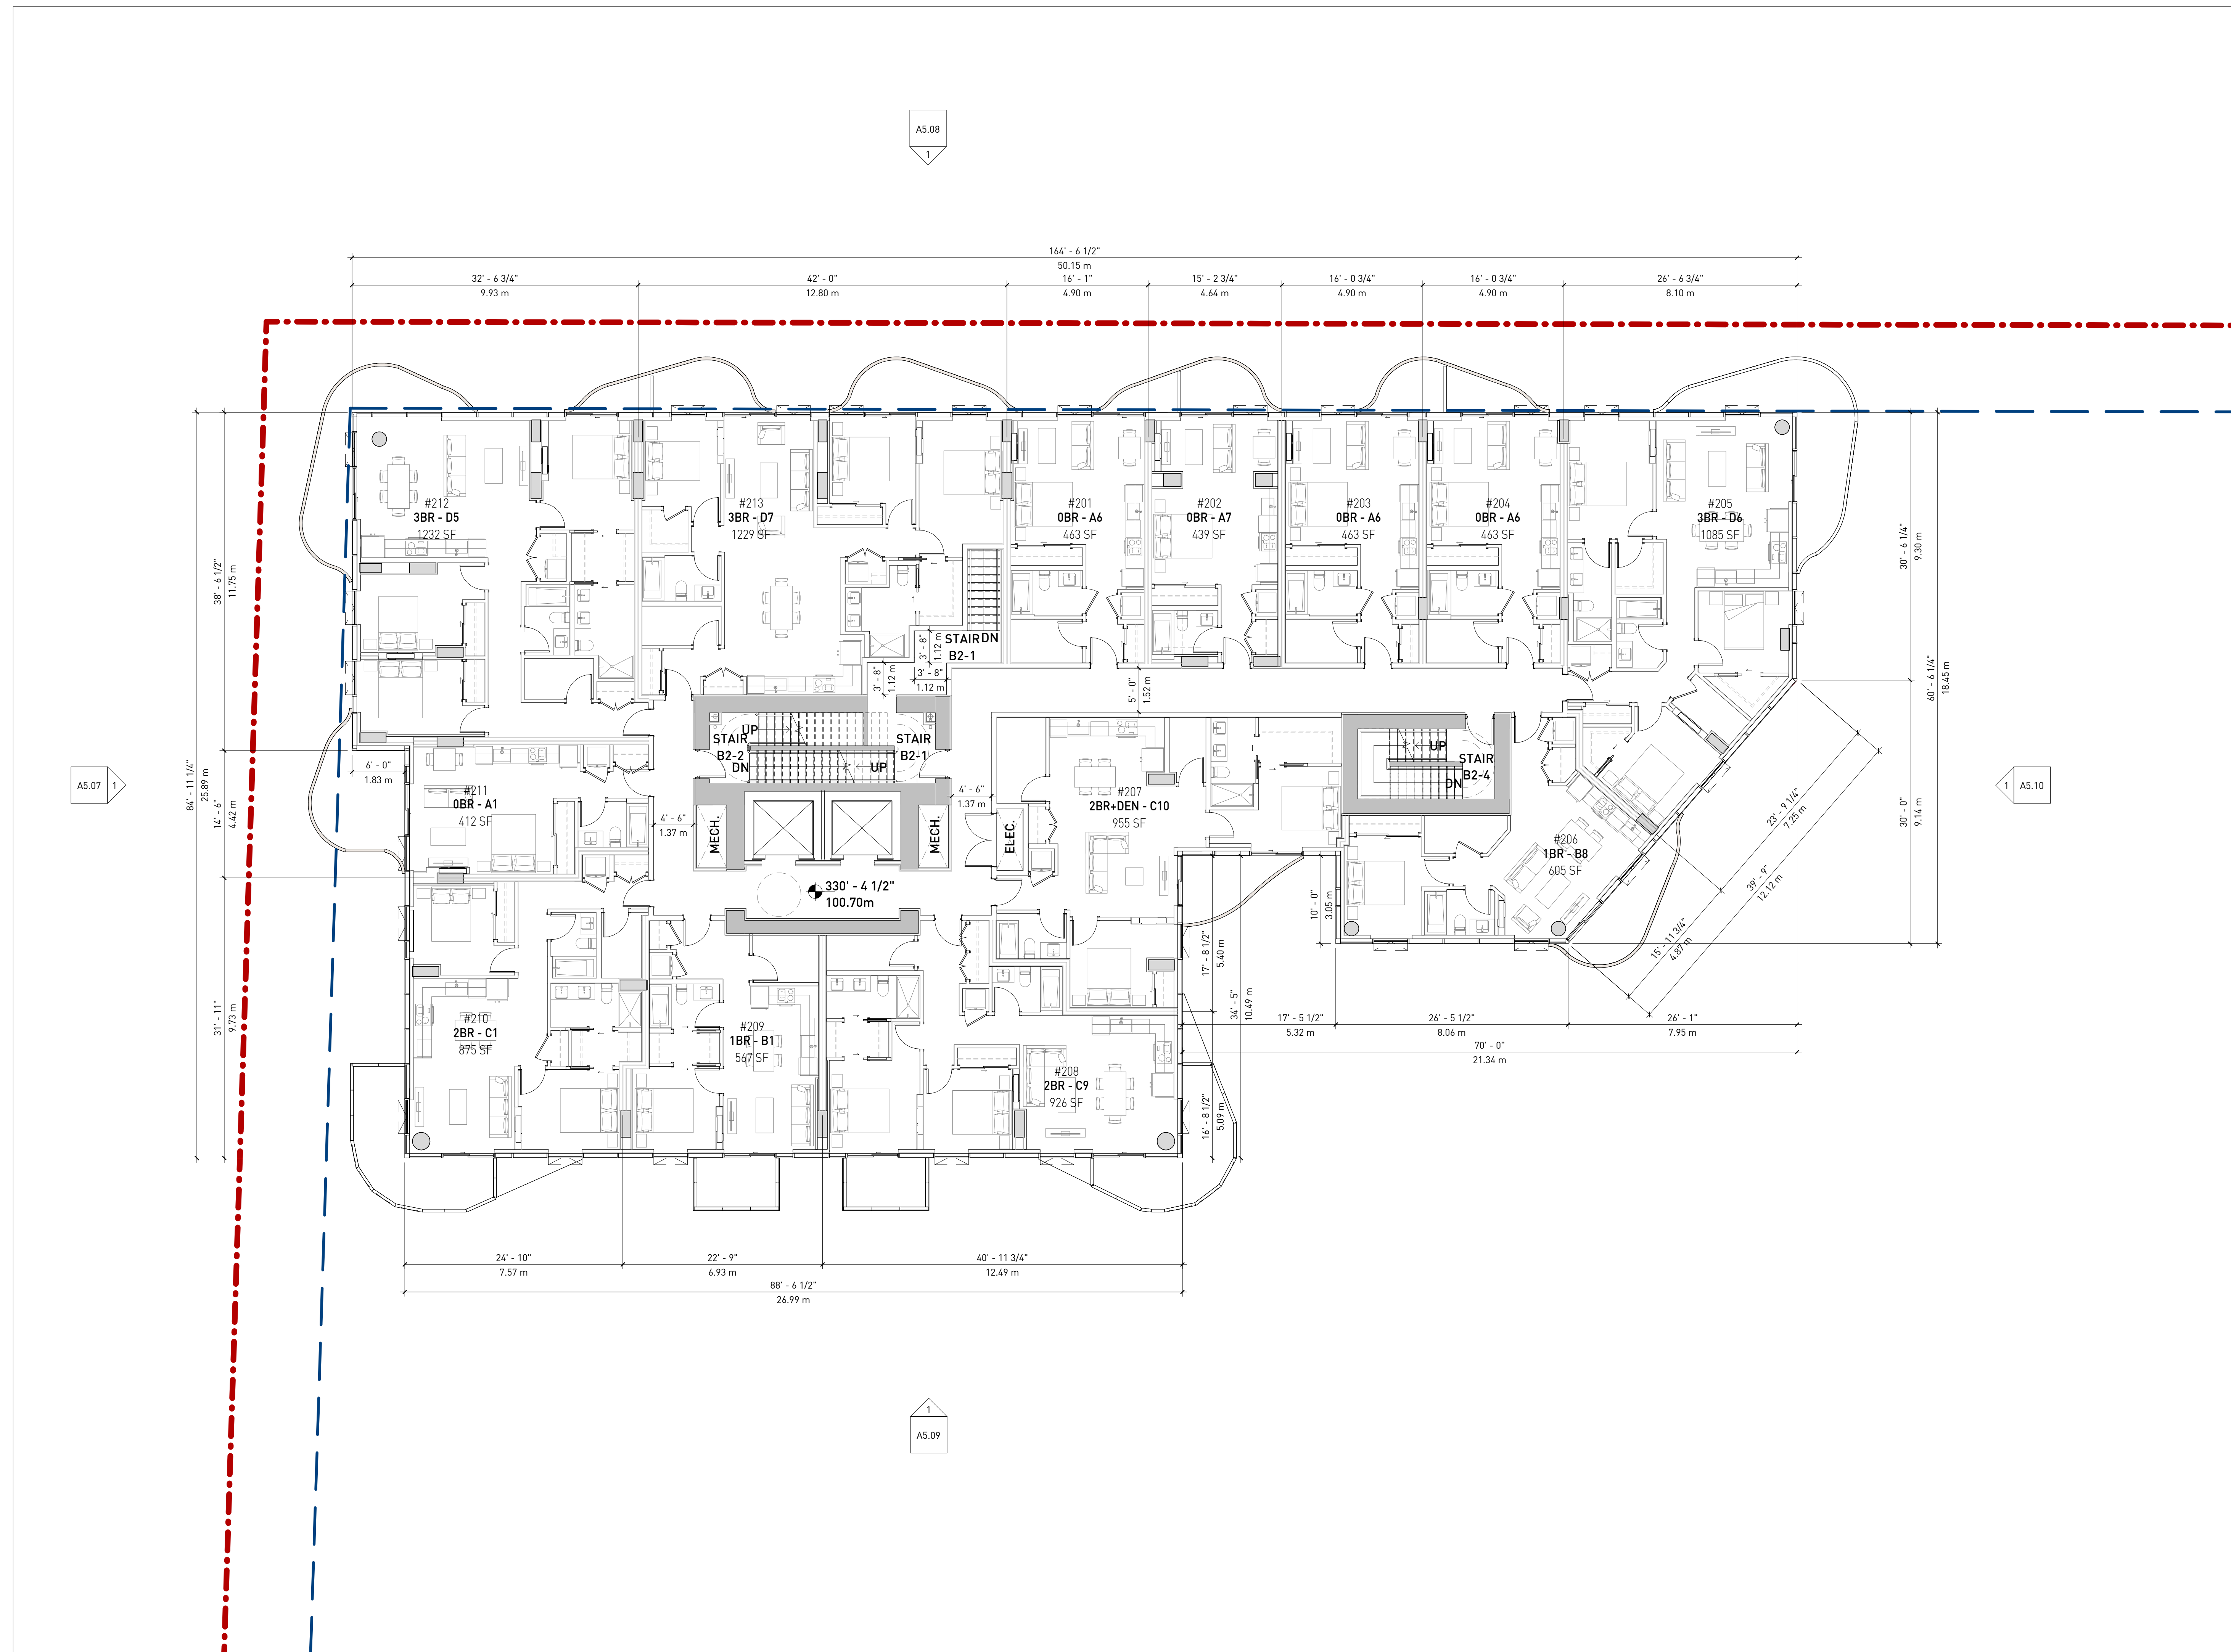 A5.08
1
164' - 6 1/2"
50.15 m
32' - 6 3/4"
9.93 m
42' - 0"
12.80 m
16' - 1"
4.90 m
15' - 2 3/4"
4.64 m
16' - 0 3/4"
4.90 m
16' - 0 3/4"
4.90 m
26' - 6 3/4"
8.10 m
#212
3BR - D5
1232 SF
#213
3BR - D7
1229 SF
#201
0BR - A6
463 SF
#202
0BR - A7
439 SF
#203
0BR - A6
463 SF
#204
0BR - A6
463 SF
#205
3BR - D6
1085 SF
38' - 6 1/2"
11.75 m
30' - 6 1/4"
9.30 m
60' - 6 1/4"
18.45 m
STAIR DN
B2-1
3' - 8"
1.12 m
3' - 8"
1.12 m
3' - 8"
1.12 m
5' - 0"
1.52 m
UP
STAIR
B2-2
DN
STAIR
B2-1
UP
UP
STAIR
B2-4
DN
A5.07
1
84' - 11 1/4"
25.89 m
14' - 6"
4.42 m
6' - 0"
1.83 m
#211
0BR - A1
412 SF
4' - 6"
1.37 m
MECH.
MECH.
4' - 6"
1.37 m
ELEC.
#207
2BR+DEN - C10
955 SF
#206
1BR - B8
605 SF
23' - 9 1/4"
7.25 m
39' - 9"
12.12 m
15' - 11 3/4"
4.87 m
30' - 0"
9.14 m
1
A5.10
330' - 4 1/2"
100.70m
10' - 0"
3.05 m
17' - 8 1/2"
5.40 m
34' - 5"
10.49 m
31' - 11"
9.73 m
#210
2BR - C1
875 SF
#209
1BR - B1
567 SF
#208
2BR - C9
926 SF
16' - 8 1/2"
5.09 m
17' - 5 1/2"
5.32 m
26' - 5 1/2"
8.06 m
26' - 1"
7.95 m
70' - 0"
21.34 m
24' - 10"
7.57 m
22' - 9"
6.93 m
40' - 11 3/4"
12.49 m
88' - 6 1/2"
26.99 m
1
A5.09